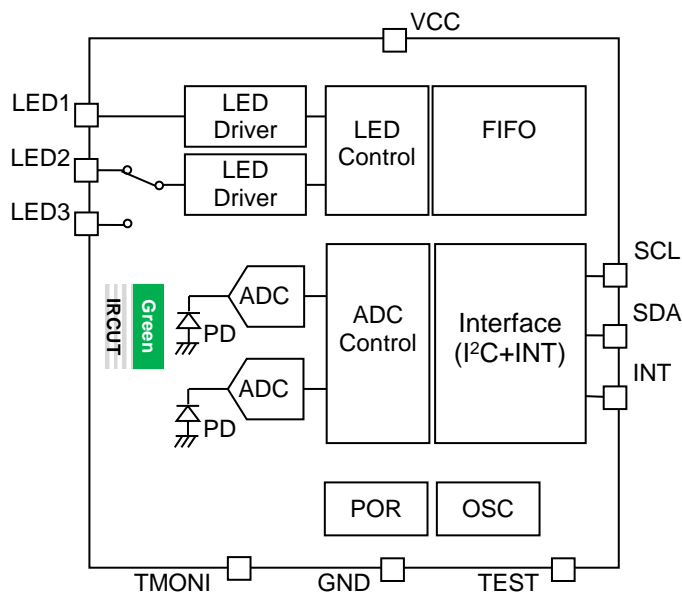 VCC
LED1
LED
Driver
LED
Control
FIFO
LED2
LED
Driver
LED3
SCL
IRCUT
Green
ADC
PD
ADC
Control
Interface
(I²C+INT)
SDA
INT
ADC
PD
POR
OSC
TMONI
GND
TEST